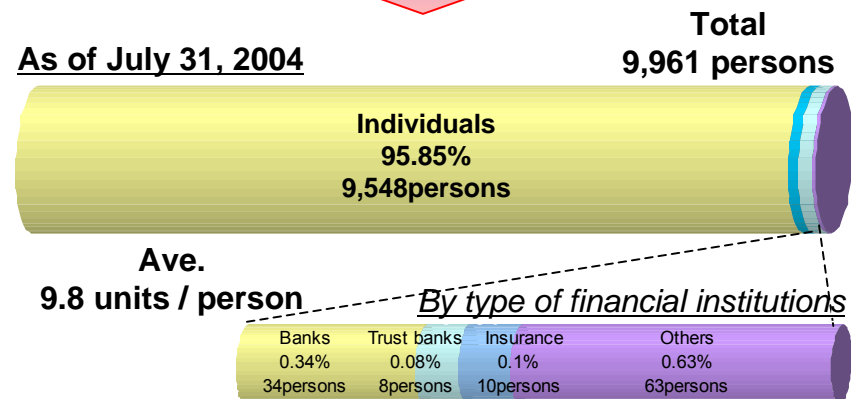 Total
As of July 31, 2004
9,961 persons
Individuals
95.85%
9,548persons
Ave.
9.8 units / person
By type of financial institutions
Banks Trust banks Insurance Others
0.34% 0.08% 0.1% 0.63%
34persons 8persons 10persons 63persons